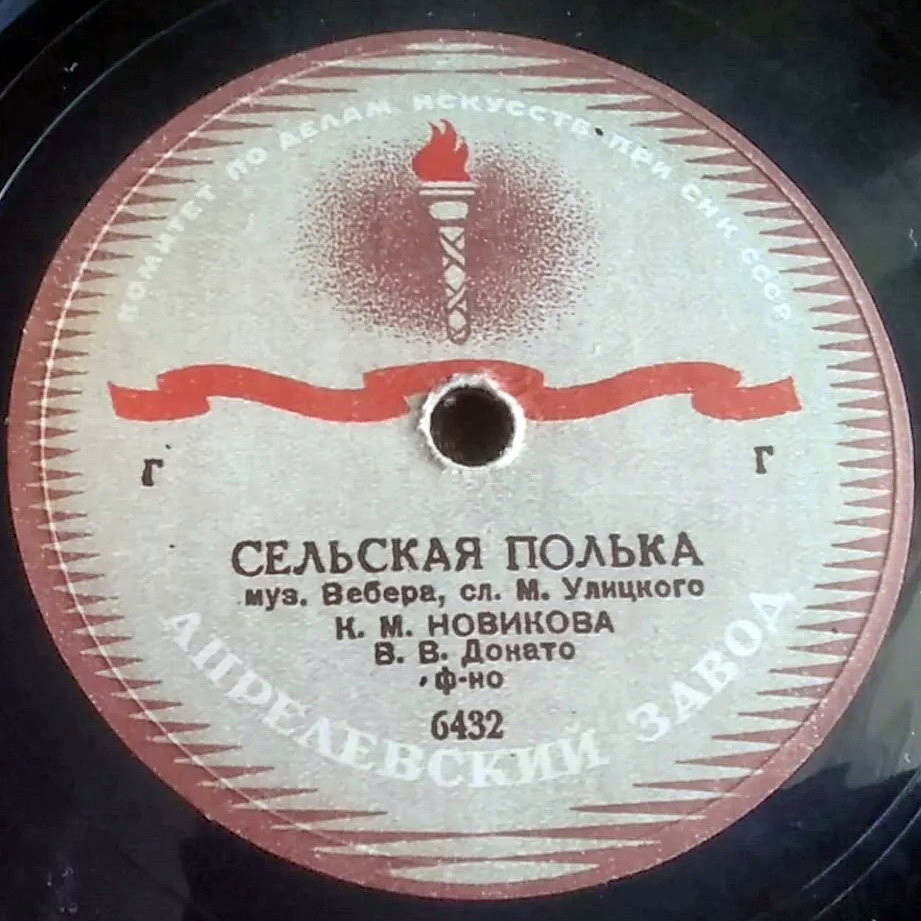 КОМИТЕТ ПО ДЕЛАМ ИСКУССТВ ПРИ СНК СССР
Г Г
СЕЛЬСКАЯ ПОЛЬКА
муз. Вебера, сл. М. Улицкого
К. М. НОВИКОВА
В. В. Донато
ф-но
6432
АПРЕЛЕВСКИЙ ЗАВОД